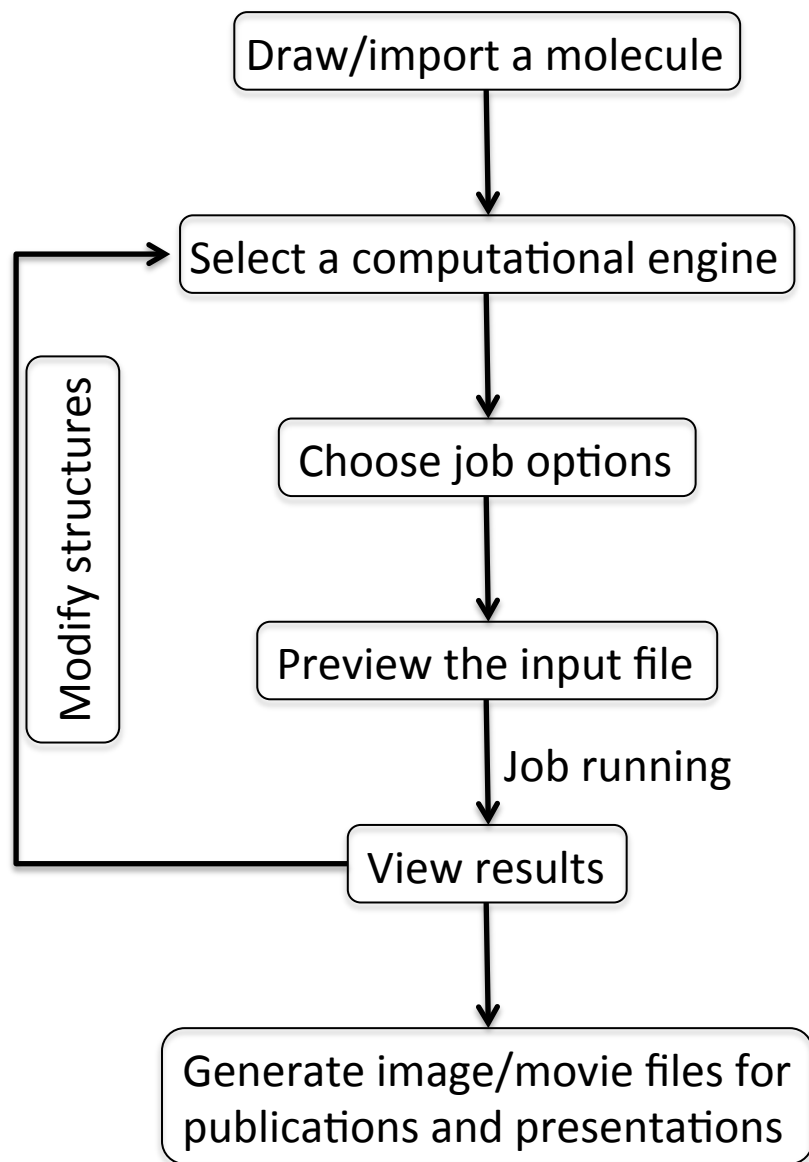 Draw/import a molecule
Select a computational engine
Modify structures
Choose job options
Preview the input file
Job running
View results
Generate image/movie files for
publications and presentations